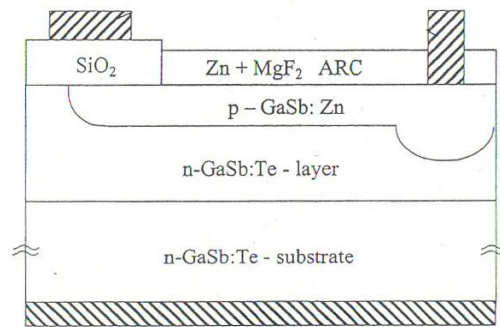 SiO₂
Zn + MgF₂ ARC
p – GaSb: Zn
n-GaSb:Te - layer
n-GaSb:Te - substrate